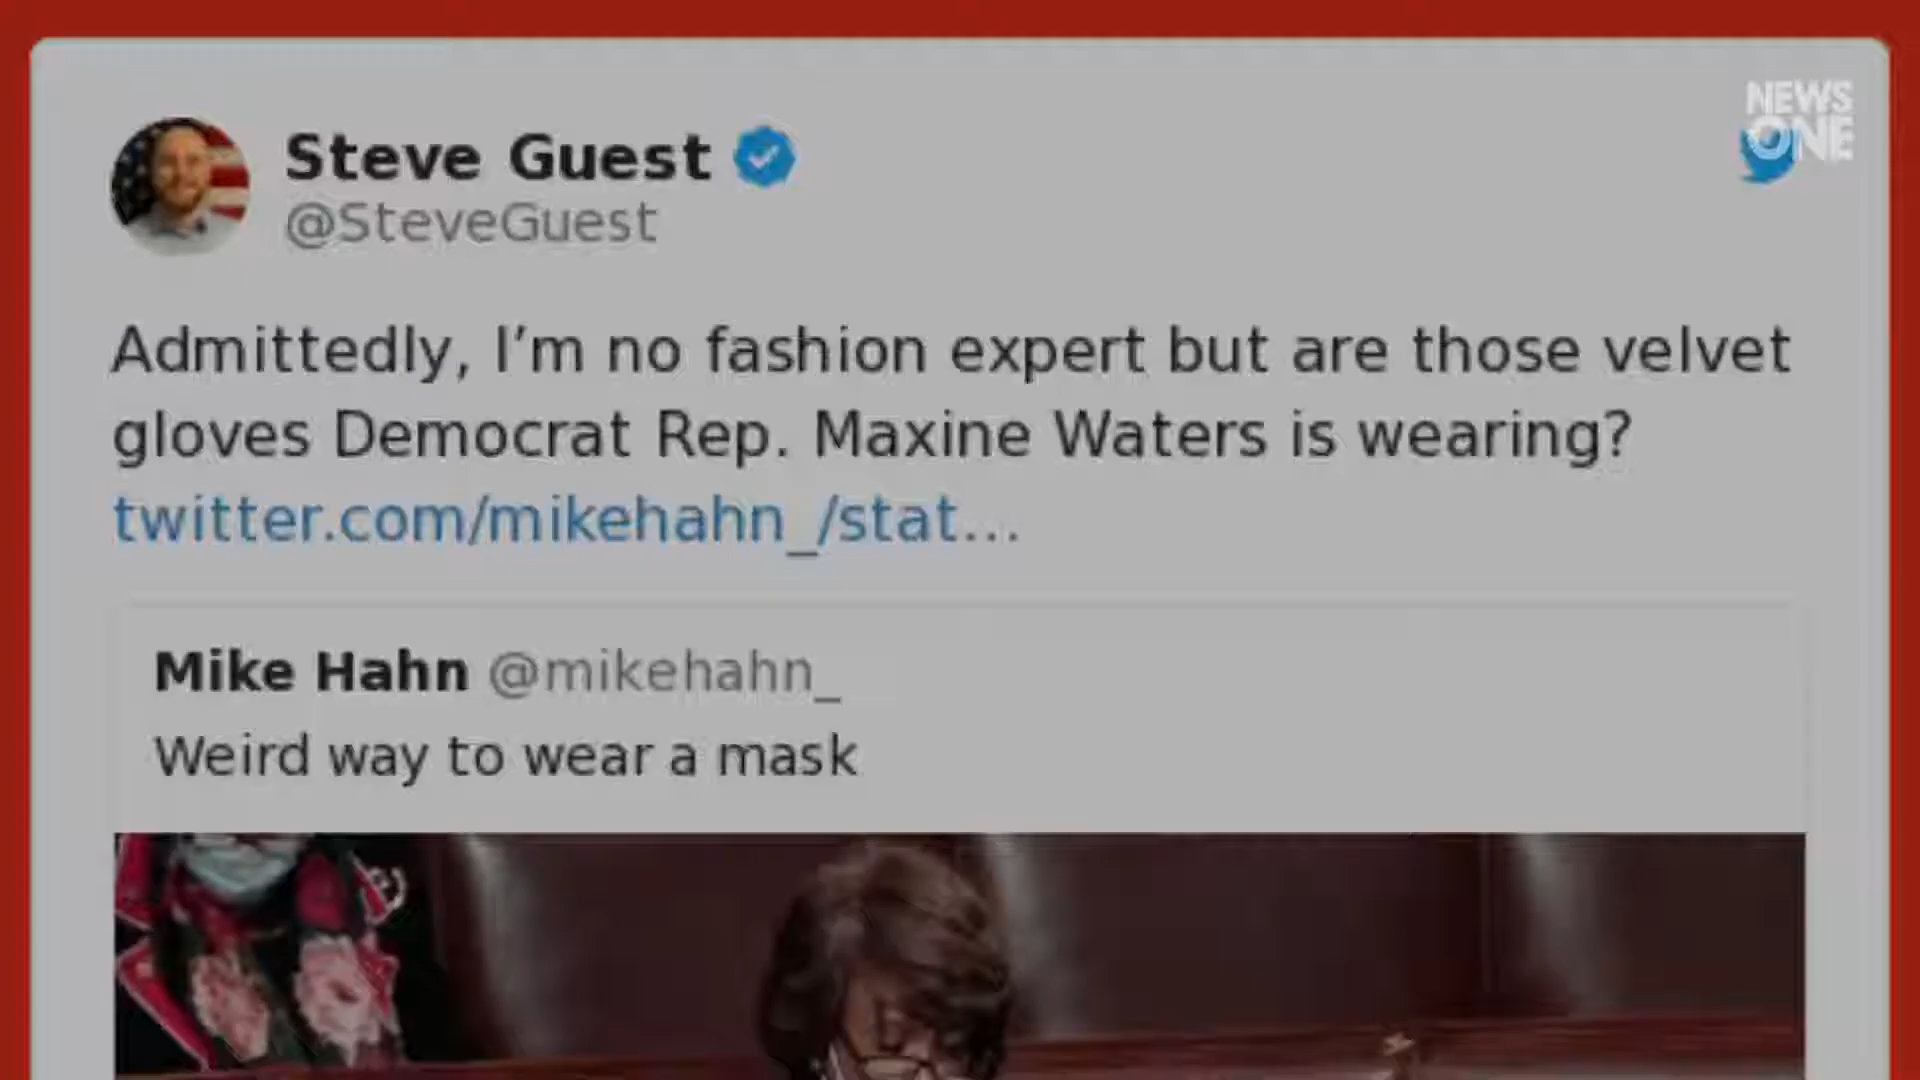 NEWS
ONE
Steve Guest
@SteveGuest
Admittedly, I’m no fashion expert but are those velvet
gloves Democrat Rep. Maxine Waters is wearing?
twitter.com/mikehahn_/stat…
Mike Hahn @mikehahn_
Weird way to wear a mask